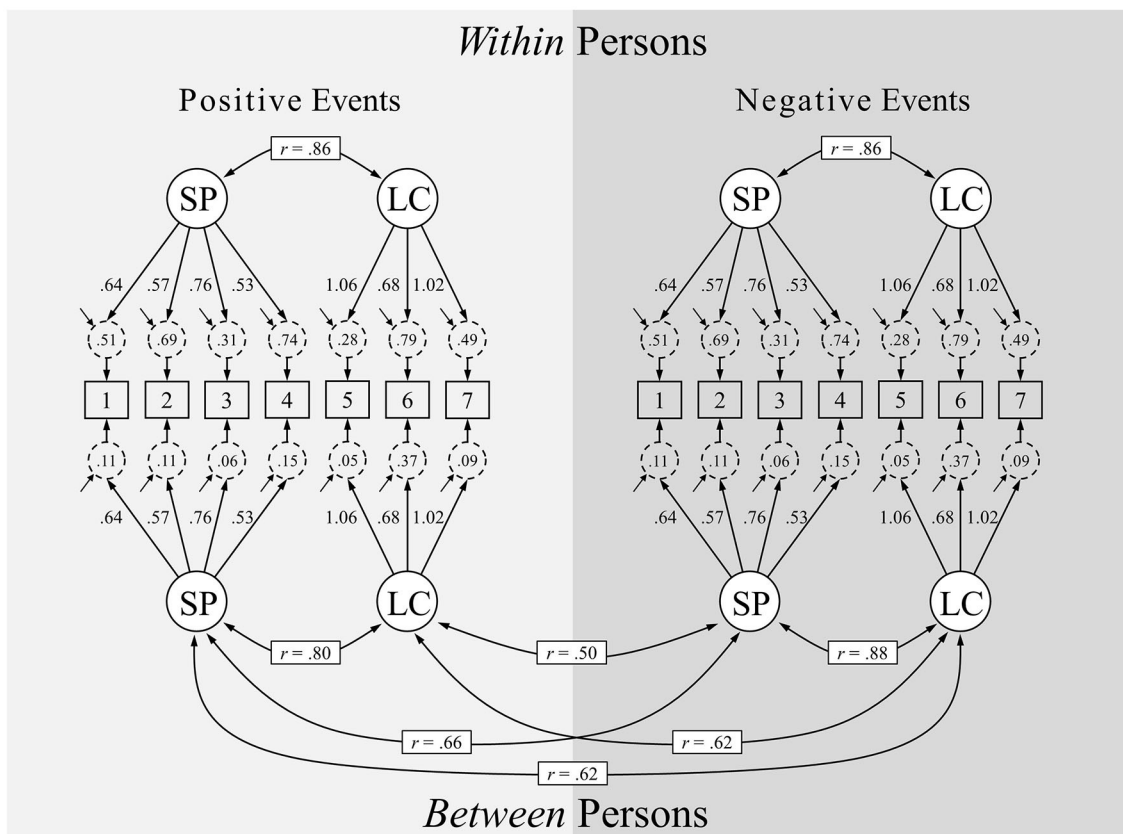 Within Persons
Positive Events Negative Events
r = .86 r = .86
SP LC SP LC
.64 .57 .76 .53 1.06 .68 1.02 .64 .57 .76 .53 1.06 .68 1.02
.51 .69 .31 .74 .28 .79 .49 .51 .69 .31 .74 .28 .79 .49
1 2 3 4 5 6 7 1 2 3 4 5 6 7
.11 .11 .06 .15 .05 .37 .09 .11 .11 .06 .15 .05 .37 .09
.64 .57 .76 .53 1.06 .68 1.02 .64 .57 .76 .53 1.06 .68 1.02
SP LC SP LC
r = .80 r = .50 r = .88
r = .66 r = .62
r = .62
Between Persons